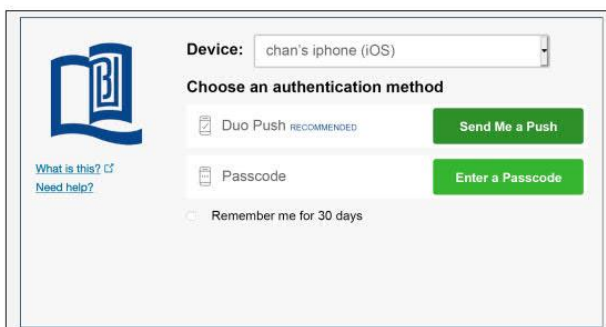 Device: chan's iphone (iOS)
Choose an authentication method
Duo Push RECOMMENDED Send Me a Push
What is this?
Need help?
Passcode Enter a Passcode
Remember me for 30 days